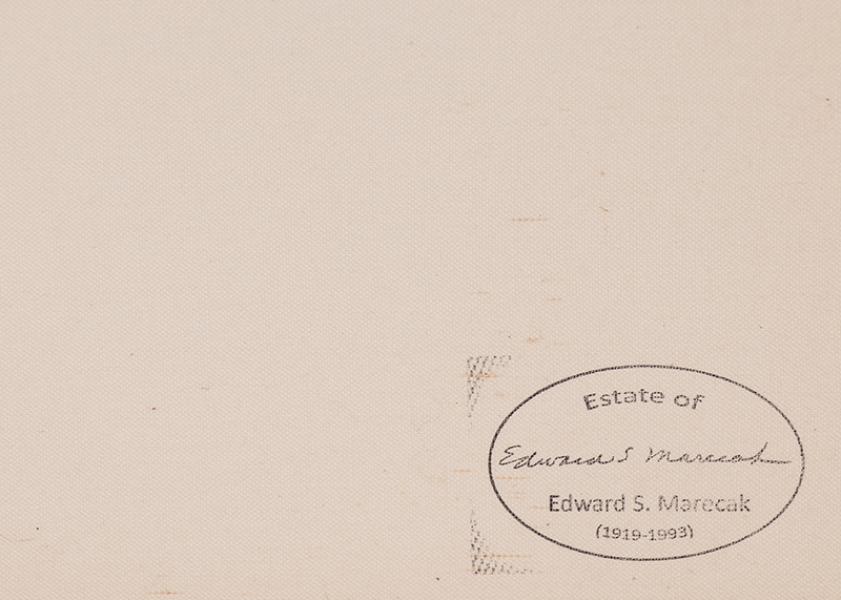 Estate of
Edward S Marecak
Edward S. Marecak
(1919-1993)